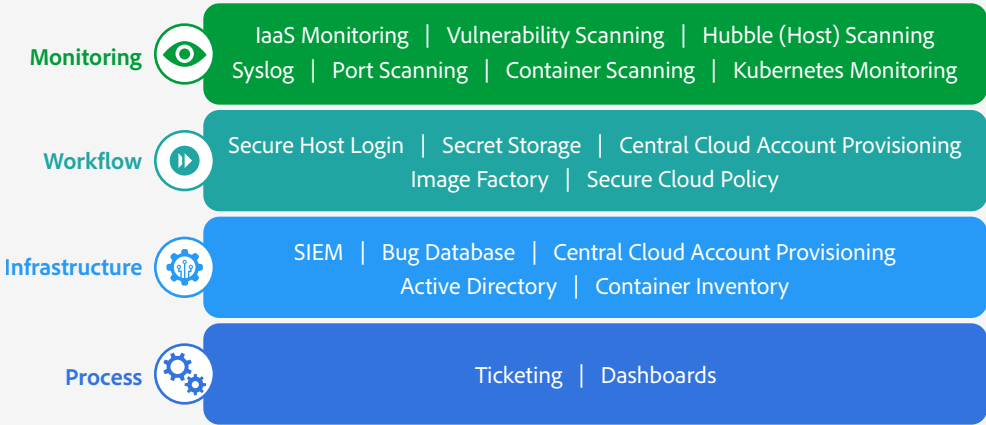 Monitoring
IaaS Monitoring | Vulnerability Scanning | Hubble (Host) Scanning
Syslog | Port Scanning | Container Scanning | Kubernetes Monitoring
Workflow
Secure Host Login | Secret Storage | Central Cloud Account Provisioning
Image Factory | Secure Cloud Policy
Infrastructure
SIEM | Bug Database | Central Cloud Account Provisioning
Active Directory | Container Inventory
Process
Ticketing | Dashboards